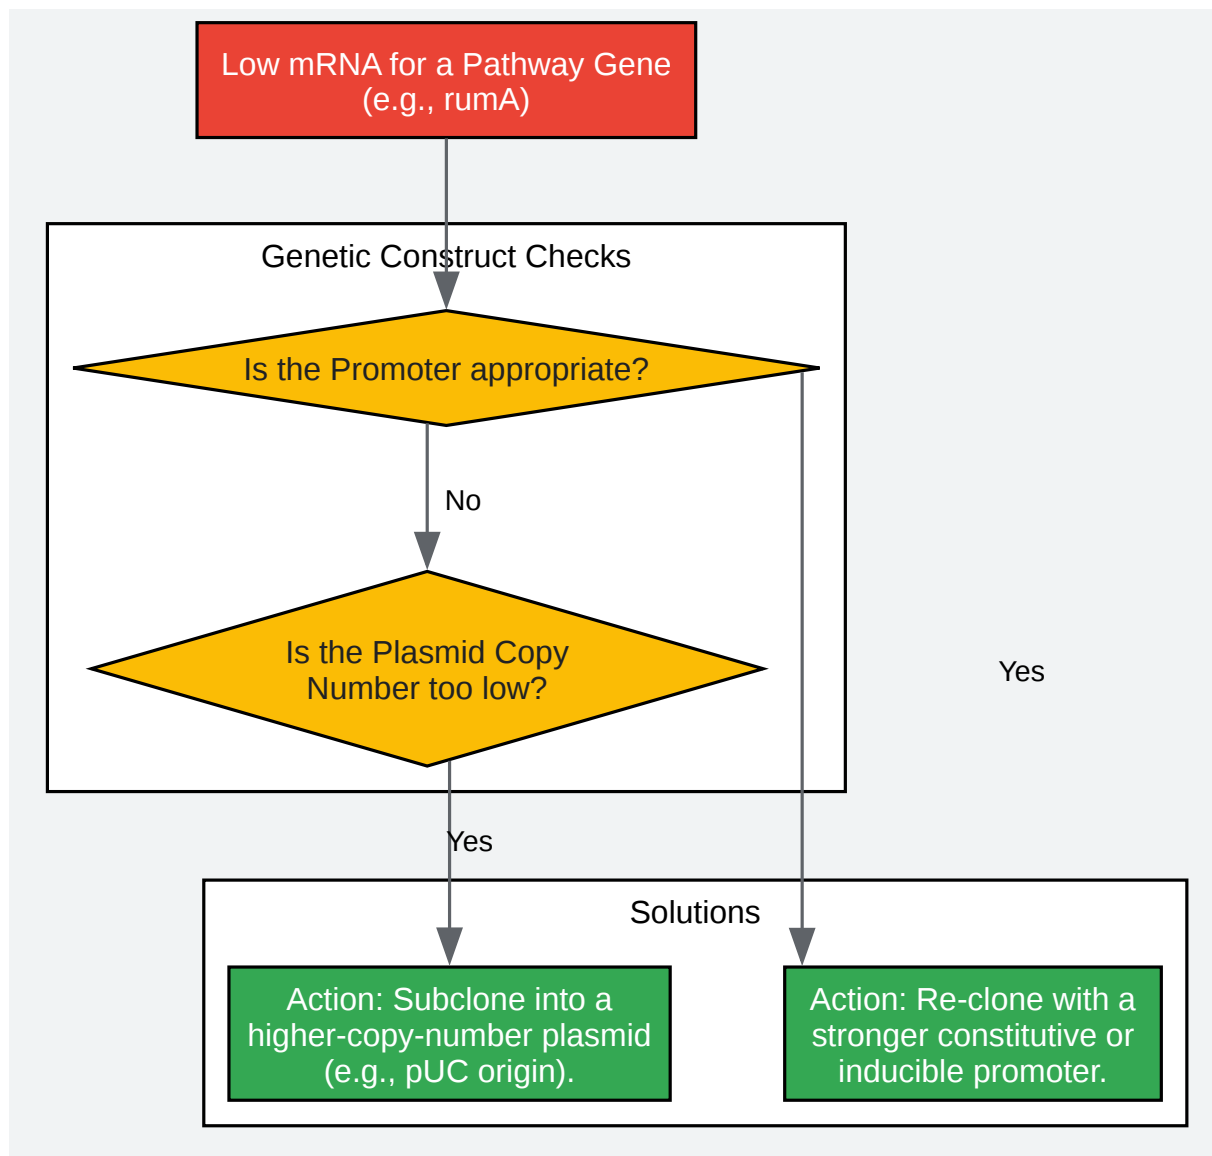 Low mRNA for a Pathway Gene
(e.g., rumA)
Genetic Construct Checks
Is the Promoter appropriate?
No
Is the Plasmid Copy
Number too low?
Yes
Yes
Solutions
Action: Subclone into a
higher-copy-number plasmid
(e.g., pUC origin).
Action: Re-clone with a
stronger constitutive or
inducible promoter.